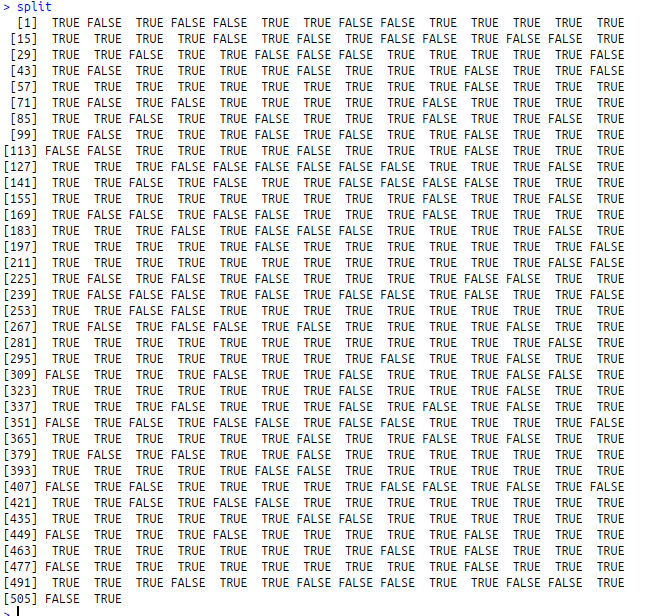 > split
[1] TRUE FALSE TRUE FALSE FALSE TRUE TRUE FALSE FALSE TRUE TRUE TRUE TRUE TRUE
[15] TRUE TRUE TRUE TRUE TRUE FALSE TRUE TRUE FALSE TRUE FALSE FALSE TRUE TRUE
[29] TRUE TRUE FALSE TRUE TRUE FALSE FALSE FALSE TRUE TRUE TRUE TRUE TRUE FALSE
[43] TRUE FALSE TRUE TRUE TRUE TRUE FALSE TRUE TRUE TRUE FALSE TRUE TRUE FALSE
[57] TRUE TRUE TRUE TRUE TRUE TRUE TRUE TRUE TRUE TRUE FALSE TRUE TRUE TRUE
[71] TRUE FALSE TRUE FALSE TRUE TRUE TRUE TRUE TRUE FALSE TRUE TRUE TRUE TRUE
[85] TRUE TRUE TRUE FALSE TRUE FALSE TRUE TRUE TRUE FALSE TRUE TRUE FALSE TRUE
[99] TRUE FALSE TRUE TRUE TRUE FALSE TRUE FALSE TRUE TRUE FALSE TRUE TRUE TRUE
[113] FALSE FALSE TRUE TRUE TRUE TRUE TRUE TRUE FALSE FALSE TRUE TRUE TRUE TRUE
[127] TRUE TRUE TRUE FALSE FALSE FALSE FALSE FALSE FALSE TRUE TRUE TRUE FALSE TRUE
[141] TRUE TRUE FALSE TRUE FALSE TRUE TRUE FALSE FALSE FALSE FALSE TRUE TRUE TRUE
[155] TRUE TRUE TRUE TRUE TRUE TRUE TRUE TRUE TRUE FALSE TRUE TRUE FALSE TRUE
[169] TRUE FALSE FALSE TRUE TRUE FALSE TRUE TRUE TRUE FALSE TRUE TRUE TRUE TRUE
[183] TRUE TRUE TRUE TRUE FALSE FALSE FALSE TRUE TRUE TRUE TRUE TRUE FALSE TRUE
[197] TRUE TRUE TRUE TRUE TRUE FALSE TRUE TRUE TRUE TRUE TRUE TRUE TRUE FALSE
[211] TRUE TRUE TRUE TRUE TRUE TRUE TRUE TRUE TRUE TRUE TRUE TRUE FALSE FALSE
[225] TRUE FALSE TRUE FALSE TRUE FALSE TRUE TRUE TRUE TRUE FALSE FALSE TRUE TRUE
[239] TRUE FALSE FALSE FALSE TRUE FALSE TRUE FALSE FALSE TRUE FALSE TRUE TRUE FALSE
[253] TRUE TRUE TRUE FALSE TRUE TRUE TRUE TRUE TRUE TRUE TRUE TRUE TRUE TRUE
[267] TRUE FALSE TRUE FALSE TRUE TRUE FALSE TRUE TRUE TRUE TRUE FALSE TRUE TRUE
[281] TRUE TRUE TRUE TRUE TRUE TRUE TRUE TRUE TRUE TRUE TRUE TRUE FALSE TRUE
[295] TRUE TRUE TRUE TRUE TRUE TRUE TRUE TRUE FALSE TRUE TRUE FALSE TRUE TRUE
[309] FALSE TRUE TRUE TRUE FALSE TRUE TRUE FALSE TRUE TRUE TRUE FALSE FALSE TRUE
[323] TRUE TRUE TRUE TRUE TRUE TRUE TRUE FALSE TRUE TRUE TRUE FALSE TRUE TRUE
[337] TRUE TRUE TRUE FALSE TRUE TRUE TRUE FALSE TRUE FALSE TRUE FALSE TRUE TRUE
[351] FALSE TRUE FALSE TRUE FALSE TRUE TRUE FALSE FALSE TRUE TRUE TRUE TRUE FALSE
[365] TRUE TRUE TRUE TRUE TRUE TRUE FALSE TRUE TRUE FALSE TRUE FALSE TRUE TRUE
[379] TRUE FALSE TRUE FALSE TRUE TRUE FALSE TRUE TRUE TRUE TRUE FALSE TRUE TRUE
[393] TRUE TRUE TRUE TRUE TRUE FALSE FALSE TRUE TRUE TRUE TRUE TRUE TRUE TRUE
[407] FALSE TRUE TRUE FALSE TRUE TRUE TRUE TRUE FALSE FALSE TRUE FALSE TRUE FALSE
[421] TRUE TRUE FALSE TRUE FALSE FALSE TRUE TRUE TRUE TRUE TRUE TRUE TRUE TRUE
[435] TRUE TRUE TRUE TRUE TRUE TRUE FALSE FALSE TRUE TRUE TRUE TRUE TRUE TRUE
[449] FALSE TRUE TRUE TRUE TRUE TRUE TRUE TRUE TRUE TRUE FALSE TRUE TRUE TRUE
[463] TRUE TRUE TRUE TRUE TRUE TRUE TRUE FALSE TRUE TRUE TRUE TRUE TRUE TRUE
[477] FALSE TRUE TRUE TRUE TRUE TRUE TRUE TRUE TRUE TRUE FALSE TRUE TRUE TRUE
[491] TRUE TRUE TRUE FALSE TRUE TRUE FALSE FALSE FALSE TRUE TRUE FALSE FALSE TRUE
[505] FALSE TRUE
>